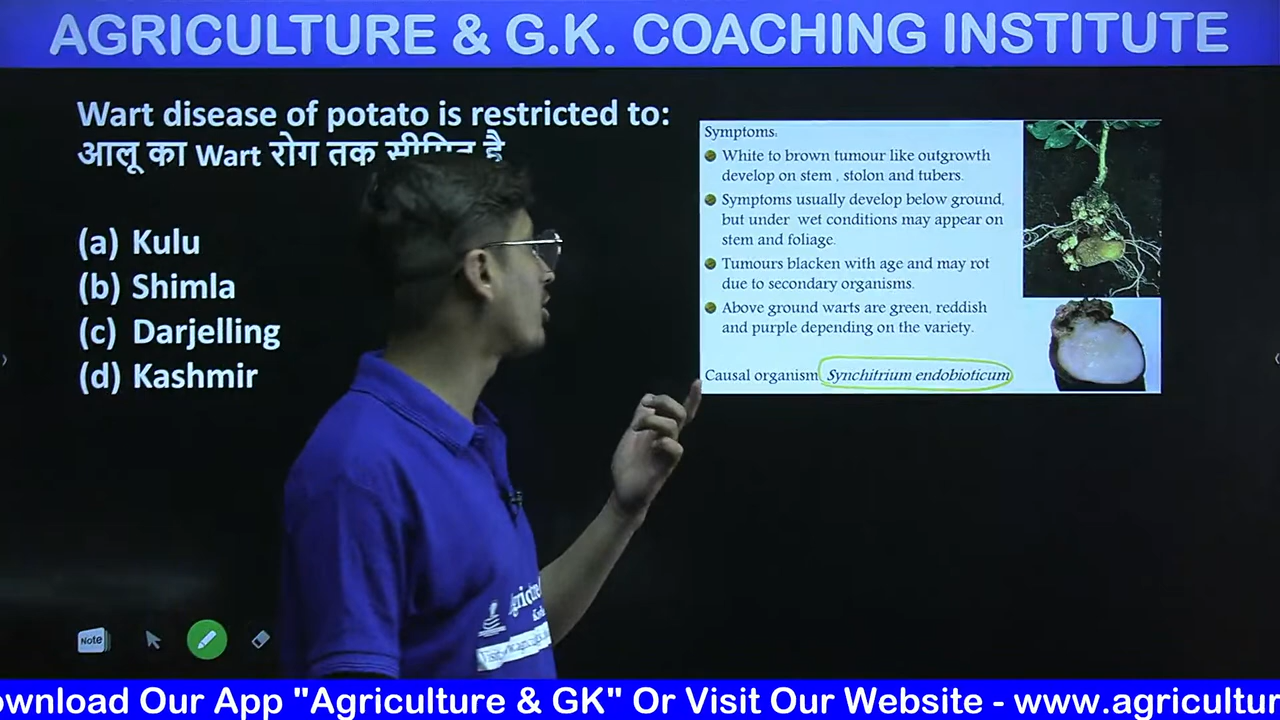 AGRICULTURE & G.K. COACHING INSTITUTE
Wart disease of potato is restricted to:
आलू का Wart रोग तक सीमित है
(a) Kulu
(b) Shimla
(c) Darjelling
(d) Kashmir
Symptoms:
White to brown tumour like outgrowth
develop on stem , stolon and tubers.
Symptoms usually develop below ground,
but under wet conditions may appear on
stem and foliage.
Tumours blacken with age and may rot
due to secondary organisms.
Above ground warts are green, reddish
and purple depending on the variety.
Causal organism Synchitrium endobioticum
Note
ownload Our App "Agriculture & GK" Or Visit Our Website - www.agricultur